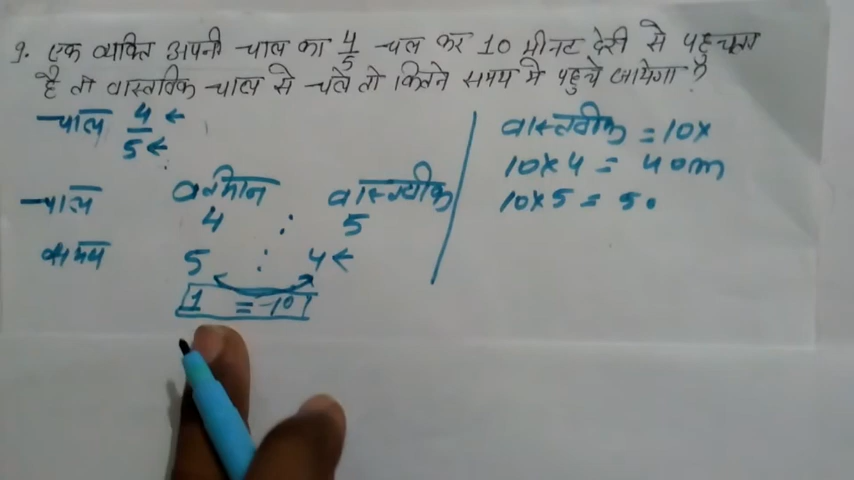 9. एक व्यक्ति अपनी चाल का 4/5 चल कर 10 मीनट देरी से पहुचता
है तो वास्तविक चाल से चले तो कितने समय मे पहुचे जायेगा ?
चाल 4/5
चाल वर्तमान वास्तवीक
4 : 5
समय 5 : 4
1 = 10
वास्तवीक = 10x
10x4 = 40m
10x5 = 50